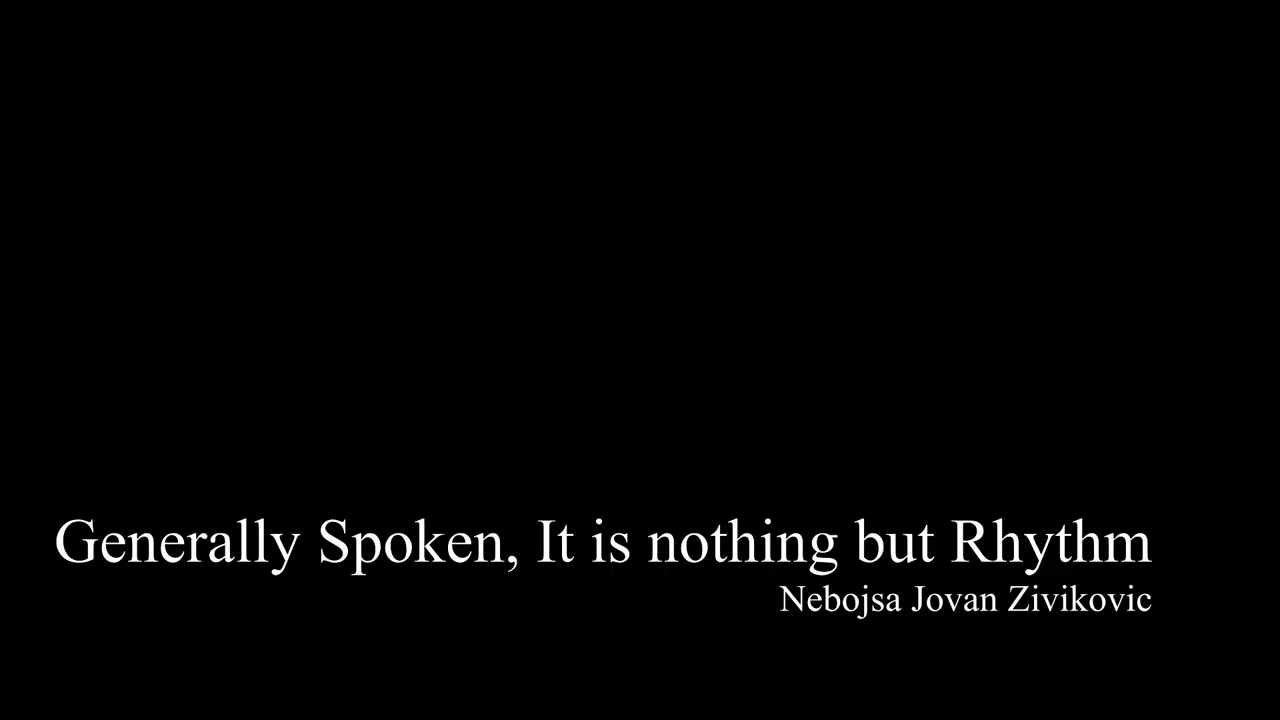 Generally Spoken, It is nothing but Rhythm
Nebojsa Jovan Zivikovic